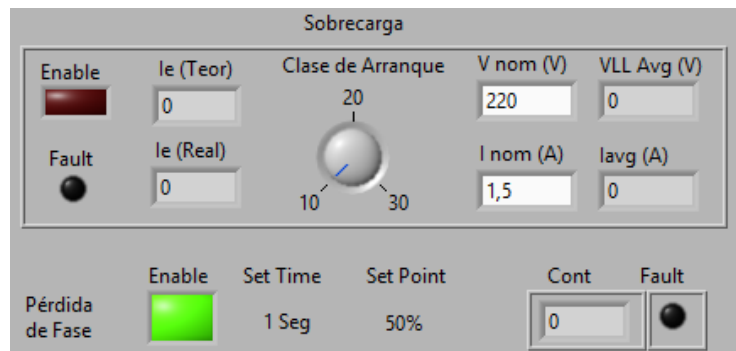 Sobrecarga
Enable Ie (Teor) Clase de Arranque V nom (V) VLL Avg (V)
0 20 220 0
Fault Ie (Real) I nom (A) Iavg (A)
0 10 30 1,5 0
Enable Set Time Set Point Cont Fault
Pérdida
de Fase 1 Seg 50% 0